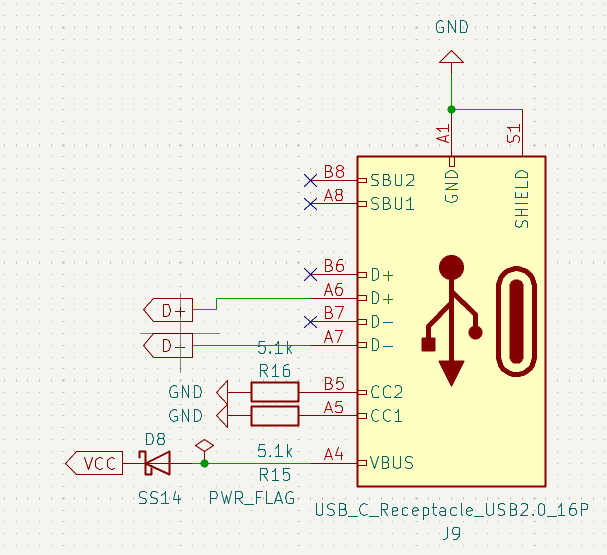 GND
A1
S1
GND
SHIELD
B8
SBU2
A8
SBU1
B6
D+
D+
A6
D+
B7
D-
D-
A7
D-
5.1k
R16
GND
B5
CC2
GND
A5
CC1
D8
5.1k
VCC
A4
VBUS
R15
SS14
PWR_FLAG
USB_C_Receptacle_USB2.0_16P
J9